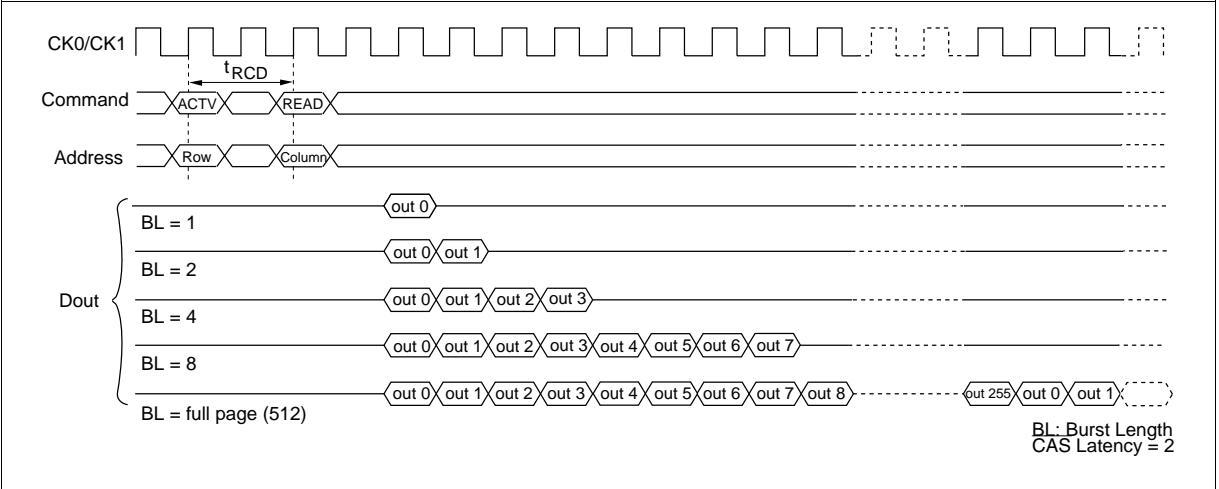 CK0/CK1
tRCD
Command ACTV READ
Address Row Column
out 0
BL = 1
out 0 out 1
BL = 2
Dout
out 0 out 1 out 2 out 3
BL = 4
out 0 out 1 out 2 out 3 out 4 out 5 out 6 out 7
BL = 8
out 0 out 1 out 2 out 3 out 4 out 5 out 6 out 7 out 8 out 255 out 0 out 1
BL = full page (512)
BL: Burst Length
CAS Latency = 2